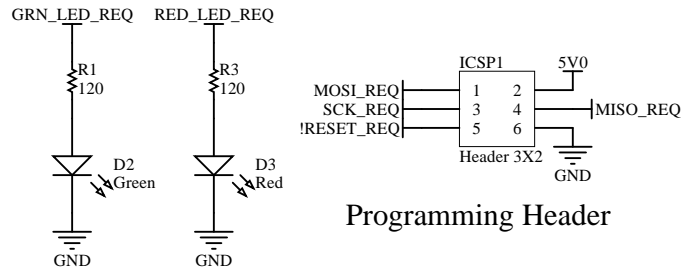 GRN_LED_REQ RED_LED_REQ
R1
120
R3
120
D2
Green
D3
Red
GND GND
ICSP1
5V0
MOSI_REQ 1 2
SCK_REQ 3 4 MISO_REQ
!RESET_REQ 5 6
Header 3X2
GND
Programming Header